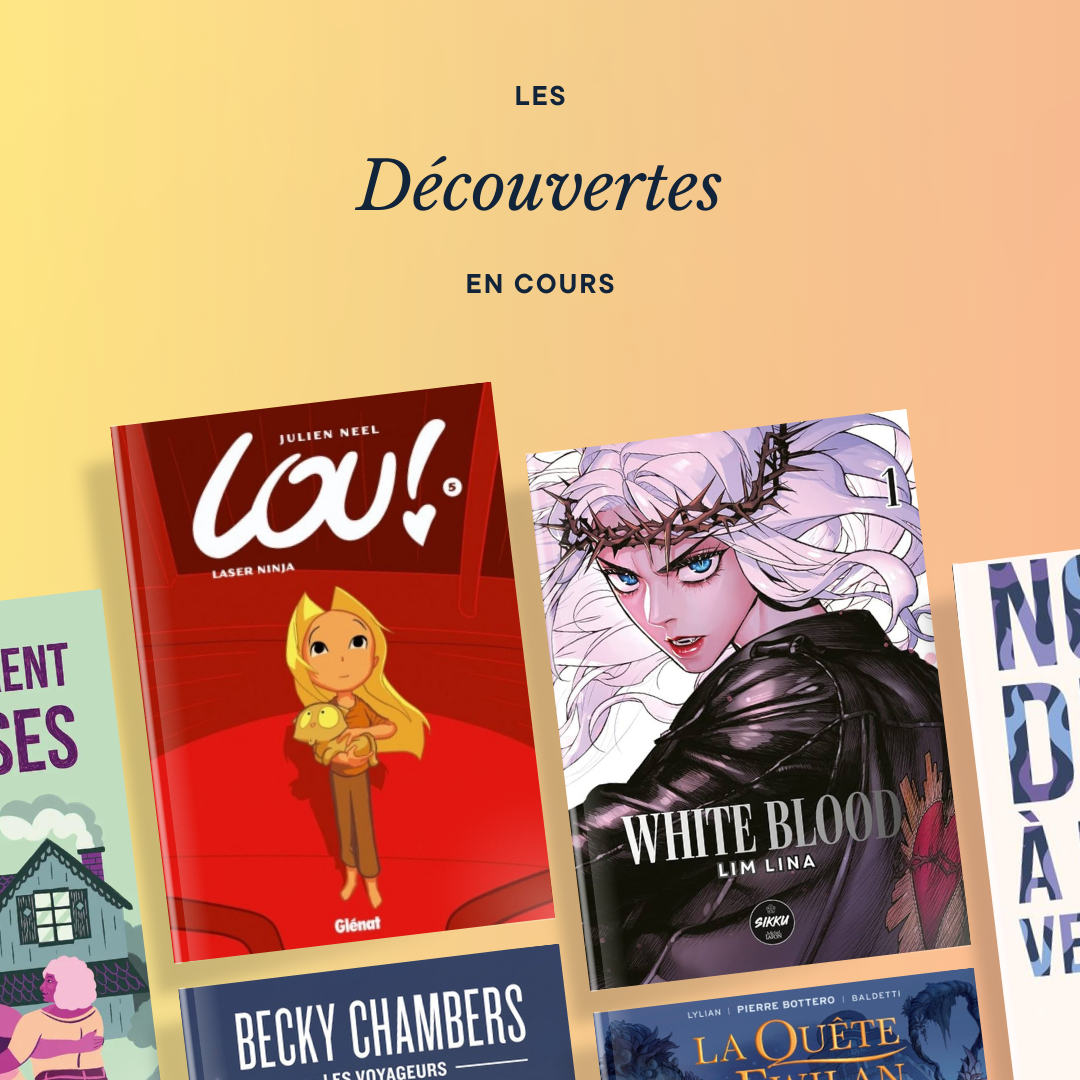 LES
Découvertes
EN COURS
JULIEN NEEL
LOU!
5
LASER NINJA
Glénat
1
WHITE BLOOD
LIM LINA
SIKKU
BECKY CHAMBERS
LES VOYAGEURS
LYLIAN | PIERRE BOTTERO | BALDETTI
LA QUÊTE
D'EWILAN
SES
À